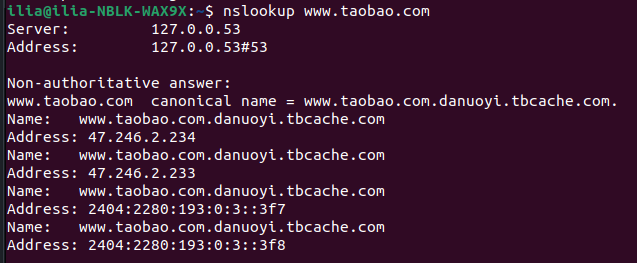 ilia@ilia-NBLK-WAX9X:~$ nslookup www.taobao.com
Server:         127.0.0.53
Address:        127.0.0.53#53

Non-authoritative answer:
www.taobao.com  canonical name = www.taobao.com.danuoyi.tbcache.com.
Name:   www.taobao.com.danuoyi.tbcache.com
Address: 47.246.2.234
Name:   www.taobao.com.danuoyi.tbcache.com
Address: 47.246.2.233
Name:   www.taobao.com.danuoyi.tbcache.com
Address: 2404:2280:193:0:3::3f7
Name:   www.taobao.com.danuoyi.tbcache.com
Address: 2404:2280:193:0:3::3f8